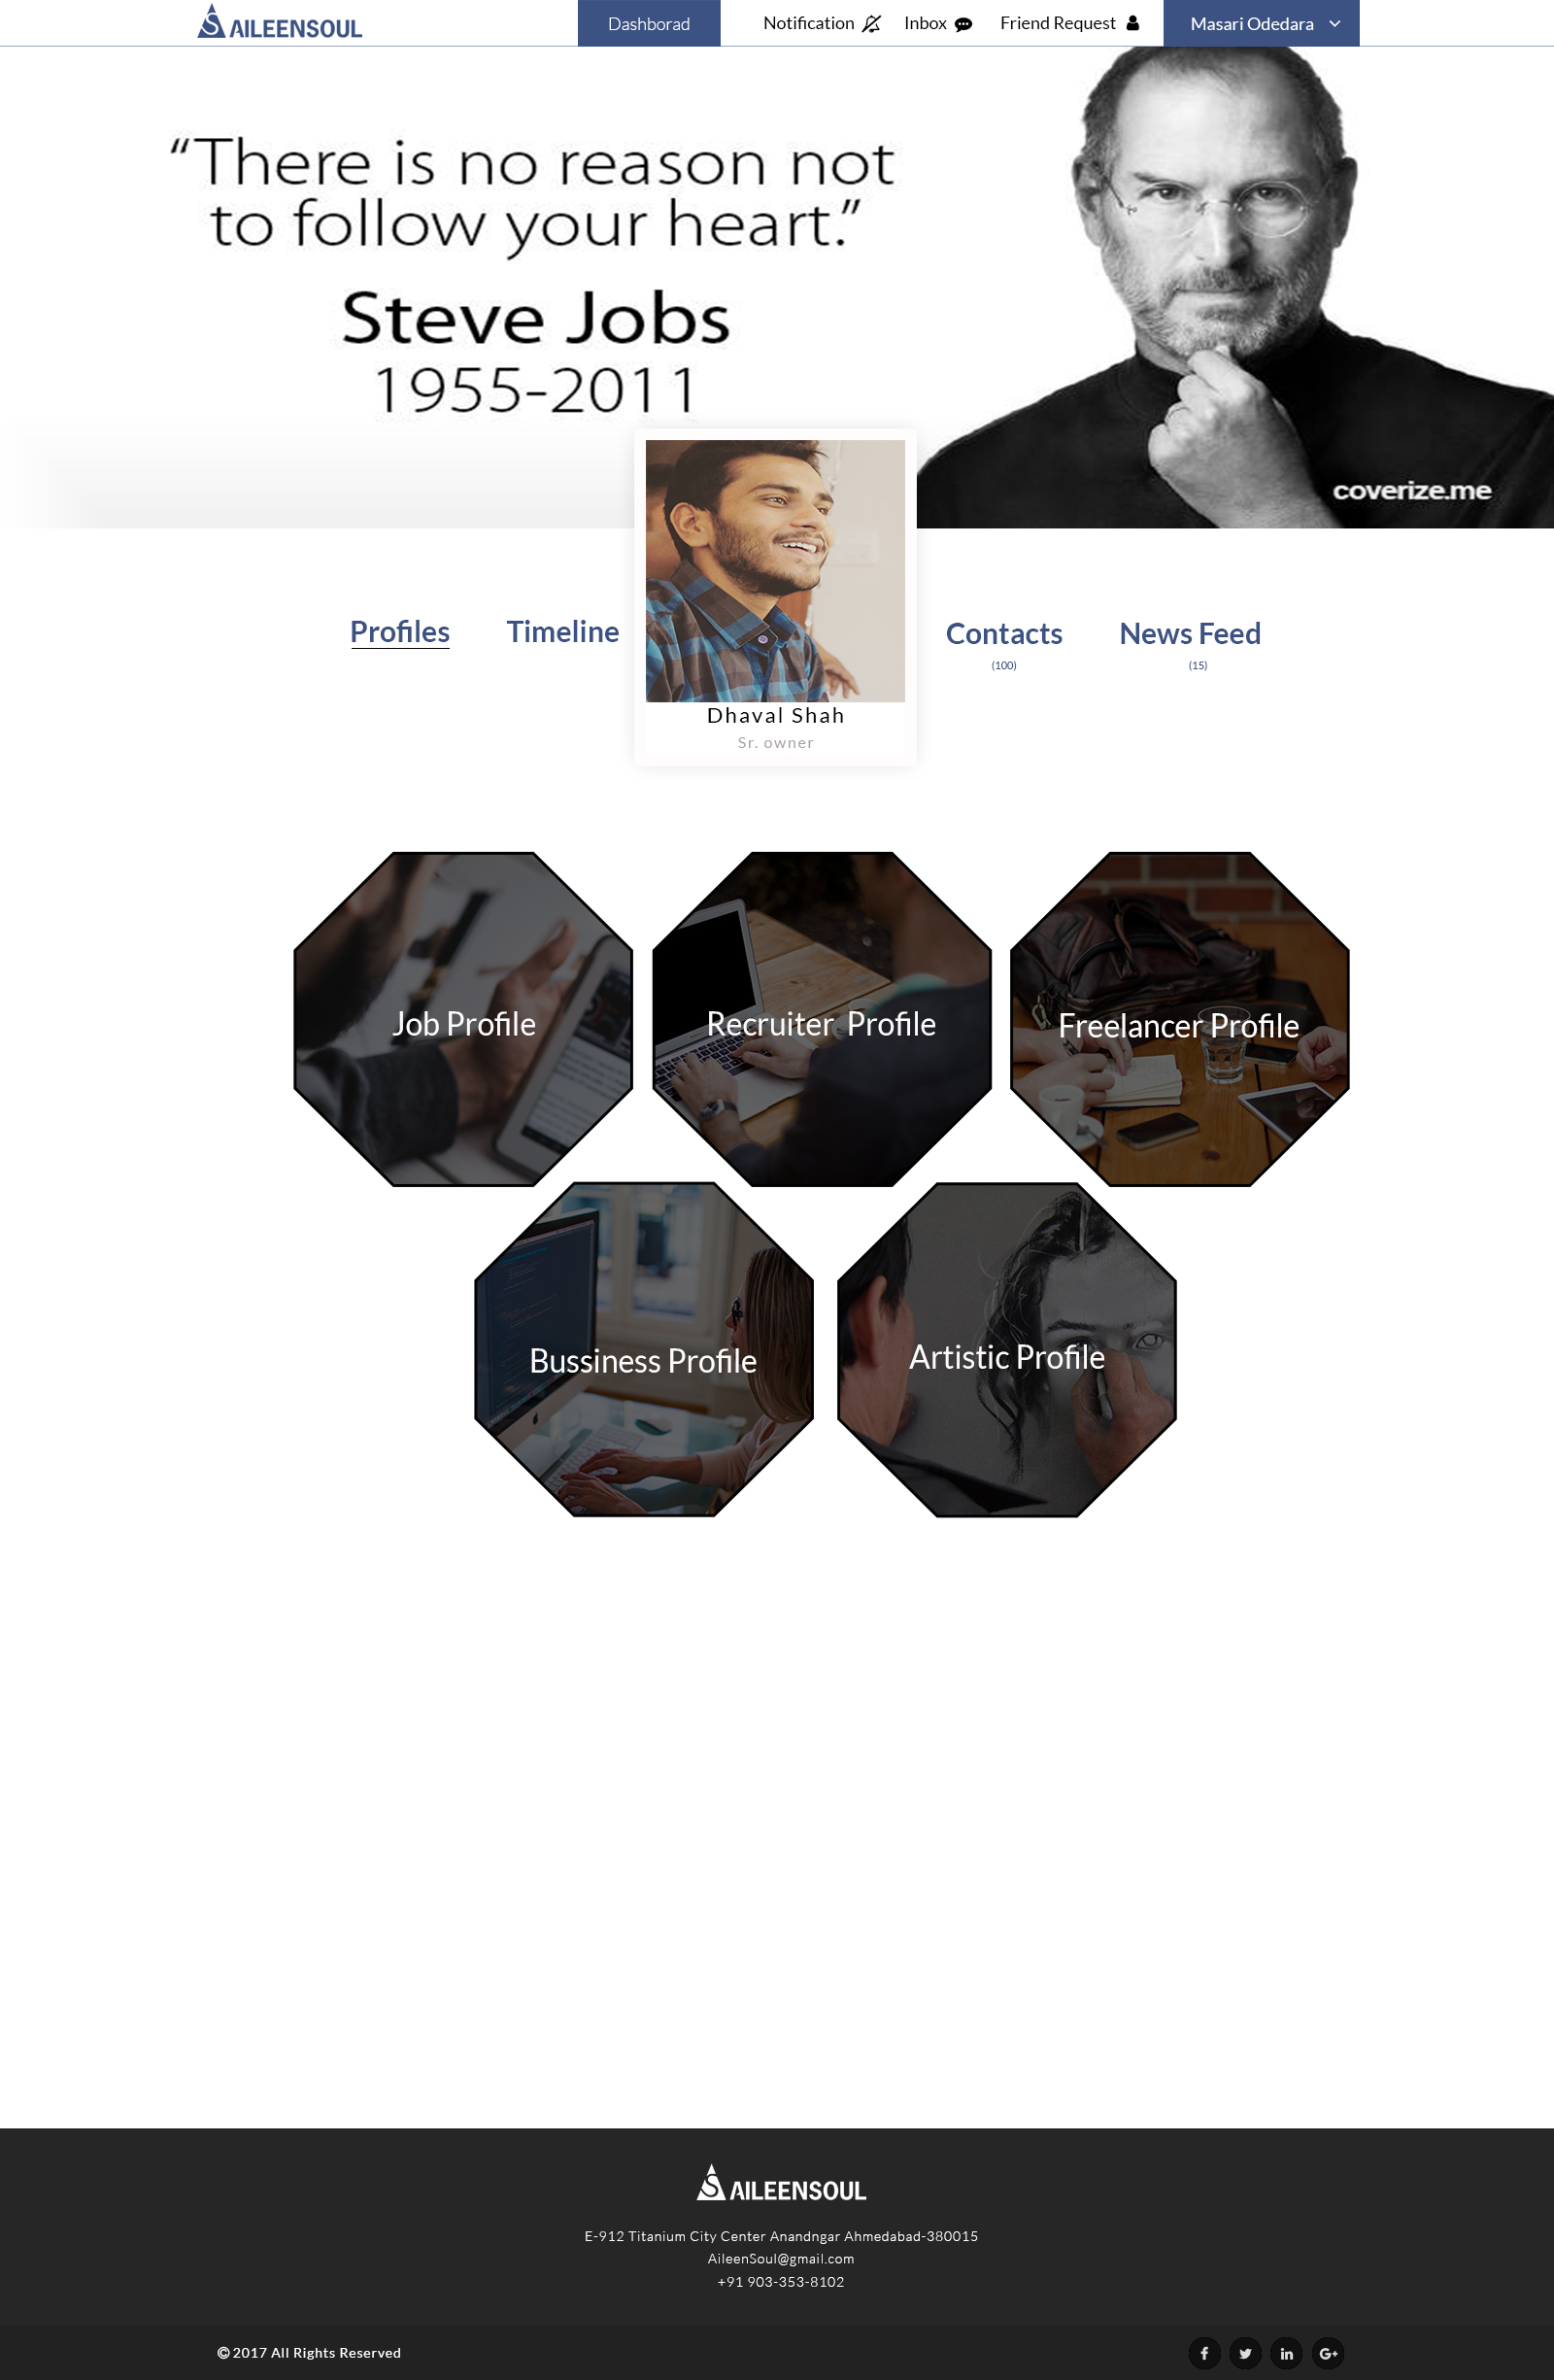 AILEENSOUL
Dashborad
Notification
Inbox
Friend Request
Masari Odedara
“There is no reason not
to follow your heart.”
Steve Jobs
1955-2011
coverize.me
Profiles
Timeline
Contacts
(100)
News Feed
(15)
Dhaval Shah
Sr. owner
Job Profile
Recruiter Profile
Freelancer Profile
Bussiness Profile
Artistic Profile
AILEENSOUL
E-912 Titanium City Center Anandngar Ahmedabad-380015
AileenSoul@gmail.com
+91 903-353-8102
© 2017 All Rights Reserved